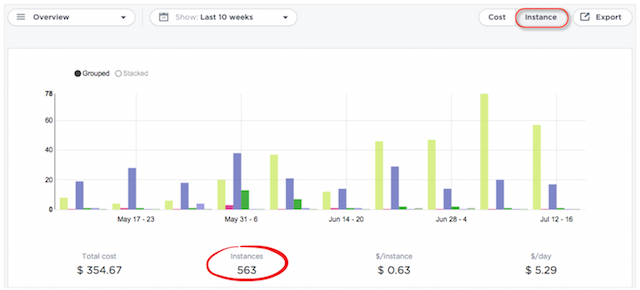 Overview
Show: Last 10 weeks
Cost
Instance
Export
Grouped Stacked
78
60
40
20
0
May 17 - 23 May 31 - 6 Jun 14 - 20 Jun 28 - 4 Jul 12 - 16
Total cost Instances $/instance $/day
$ 354.67 563 $ 0.63 $ 5.29